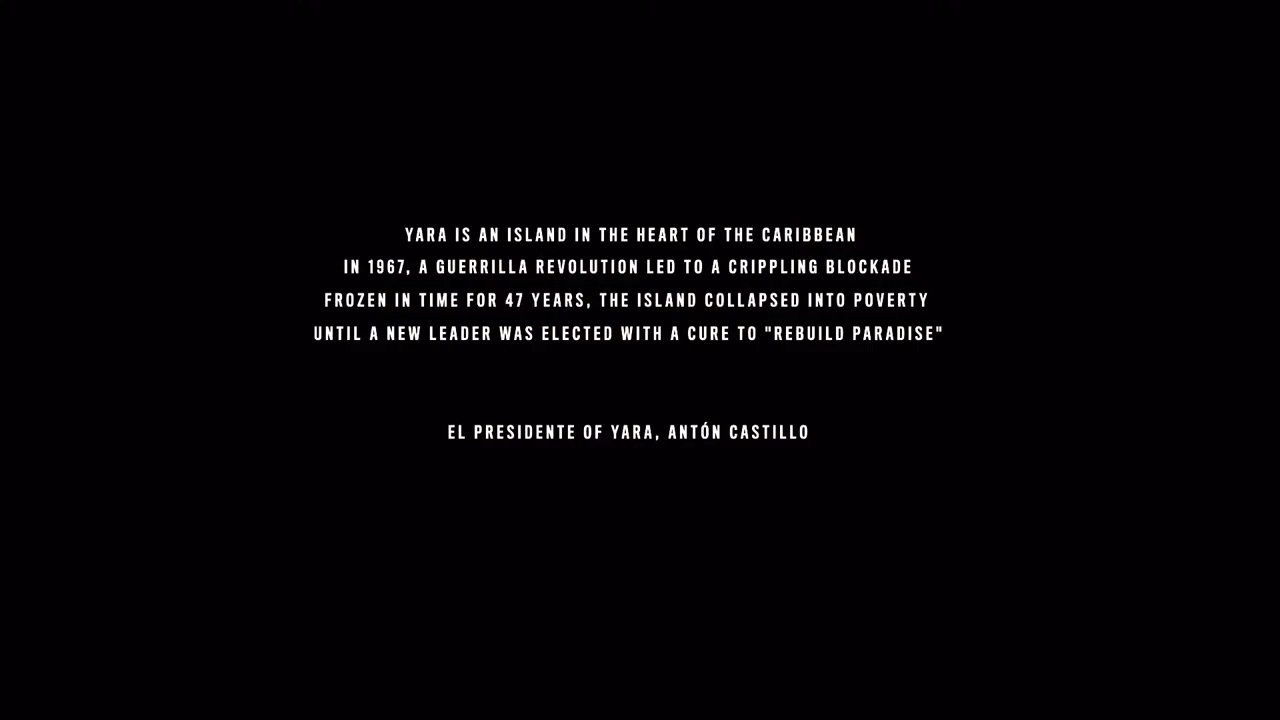 YARA IS AN ISLAND IN THE HEART OF THE CARIBBEAN
IN 1967, A GUERRILLA REVOLUTION LED TO A CRIPPLING BLOCKADE
FROZEN IN TIME FOR 47 YEARS, THE ISLAND COLLAPSED INTO POVERTY
UNTIL A NEW LEADER WAS ELECTED WITH A CURE TO "REBUILD PARADISE"
EL PRESIDENTE OF YARA, ANTÓN CASTILLO